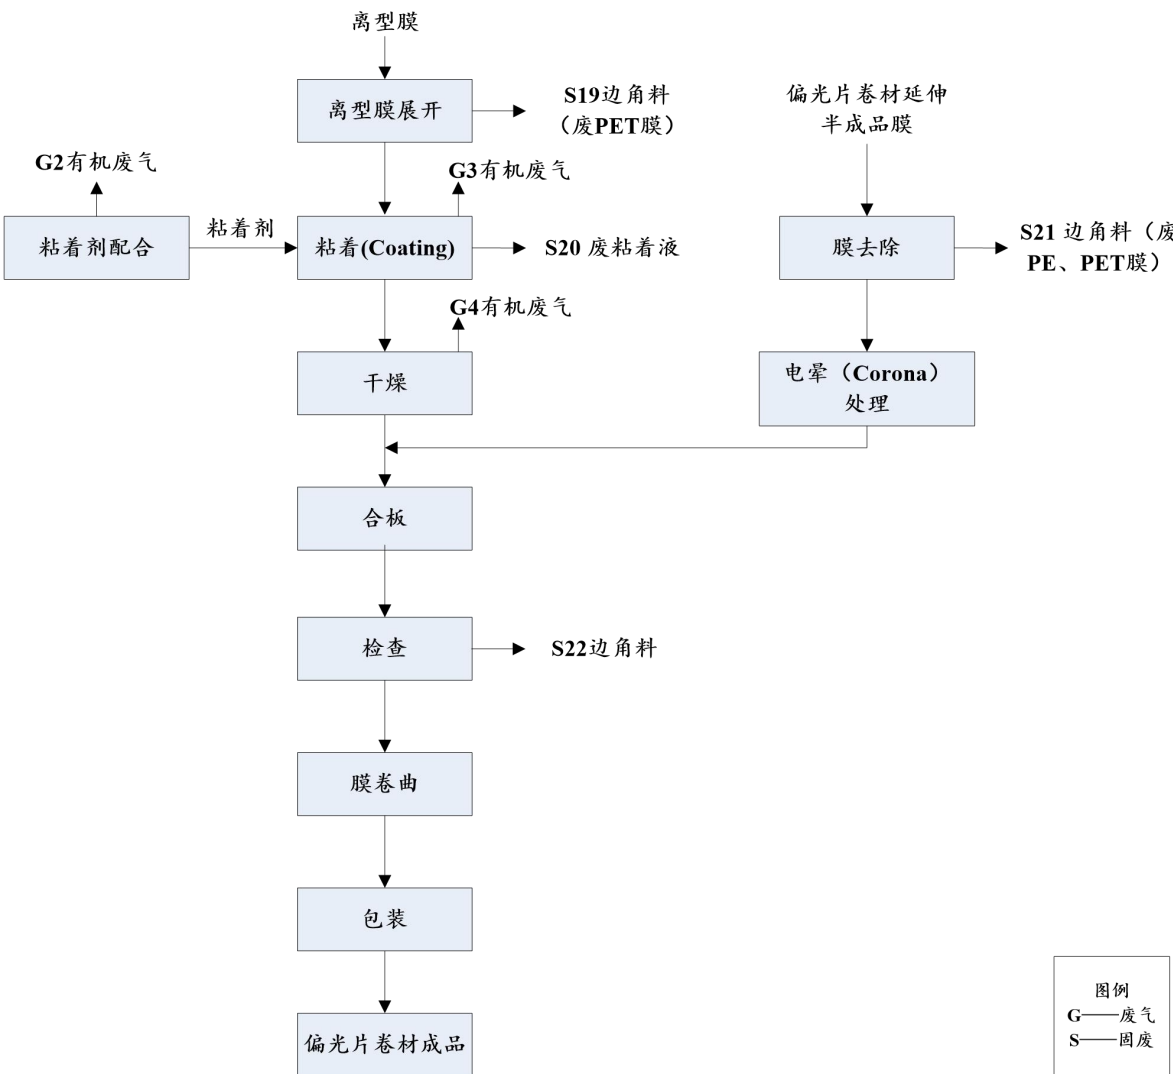 离型膜
离型膜展开
S19边角料
（废PET膜）
偏光片卷材延伸
半成品膜
G2有机废气
G3有机废气
粘着剂配合
粘着剂
粘着(Coating)
S20 废粘着液
膜去除
S21 边角料（废
PE、PET膜）
G4有机废气
干燥
电晕（Corona）
处理
合板
检查
S22边角料
膜卷曲
包装
偏光片卷材成品
图例
G——废气
S——固废